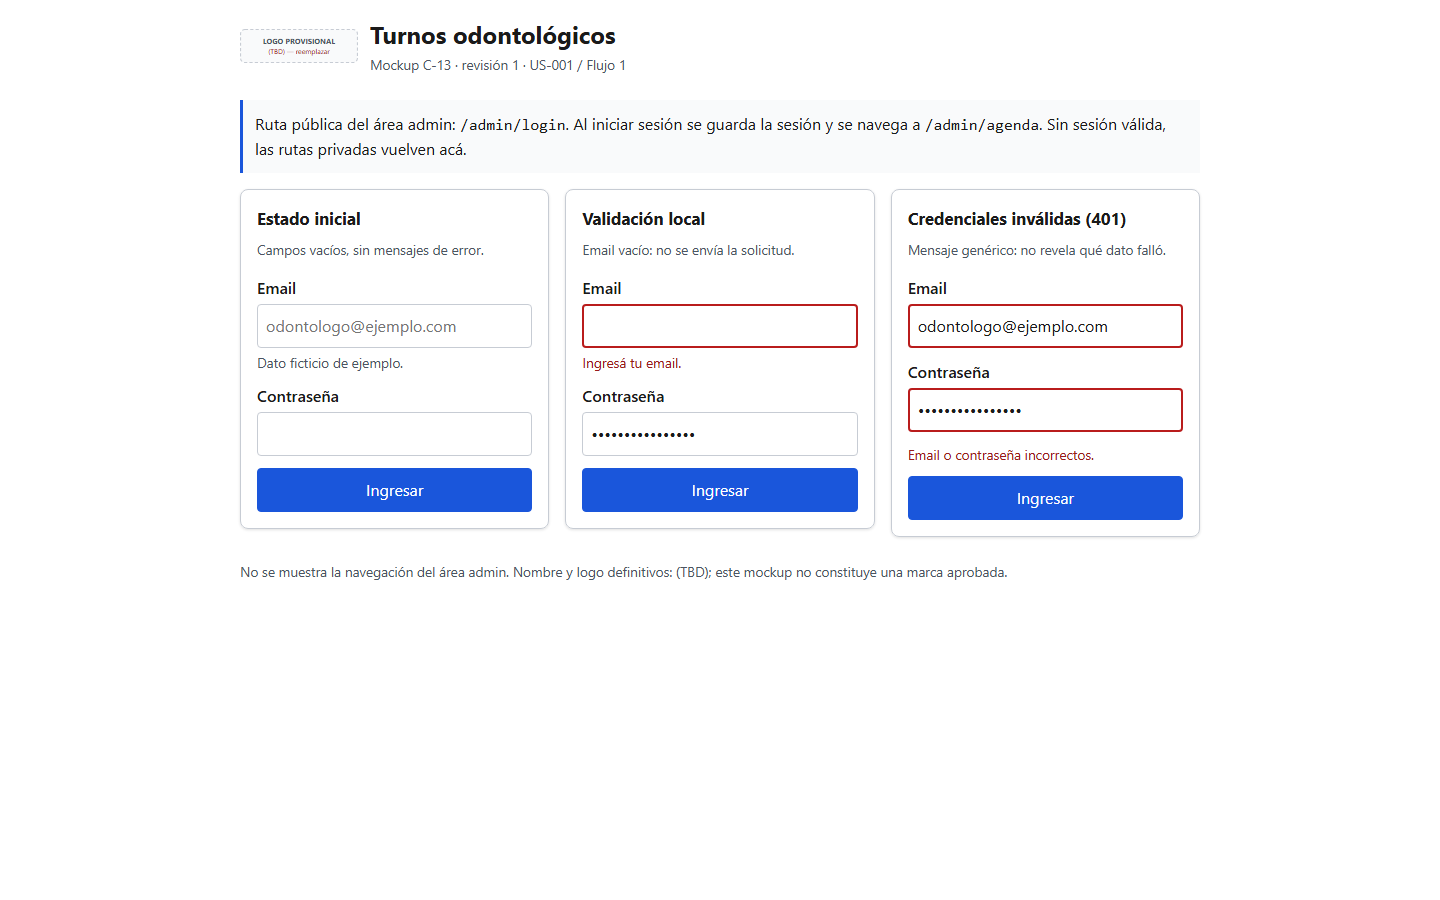 LOGO PROVISIONAL
(TBD) — reemplazar
Turnos odontológicos
Mockup C-13 · revisión 1 · US-001 / Flujo 1
Ruta pública del área admin: /admin/login. Al iniciar sesión se guarda la sesión y se navega a /admin/agenda. Sin sesión válida,
las rutas privadas vuelven acá.
Estado inicial
Campos vacíos, sin mensajes de error.
Email
odontologo@ejemplo.com
Dato ficticio de ejemplo.
Contraseña
Ingresar
Validación local
Email vacío: no se envía la solicitud.
Email
Ingresá tu email.
Contraseña
••••••••••••••••
Ingresar
Credenciales inválidas (401)
Mensaje genérico: no revela qué dato falló.
Email
odontologo@ejemplo.com
Contraseña
••••••••••••••••
Email o contraseña incorrectos.
Ingresar
No se muestra la navegación del área admin. Nombre y logo definitivos: (TBD); este mockup no constituye una marca aprobada.